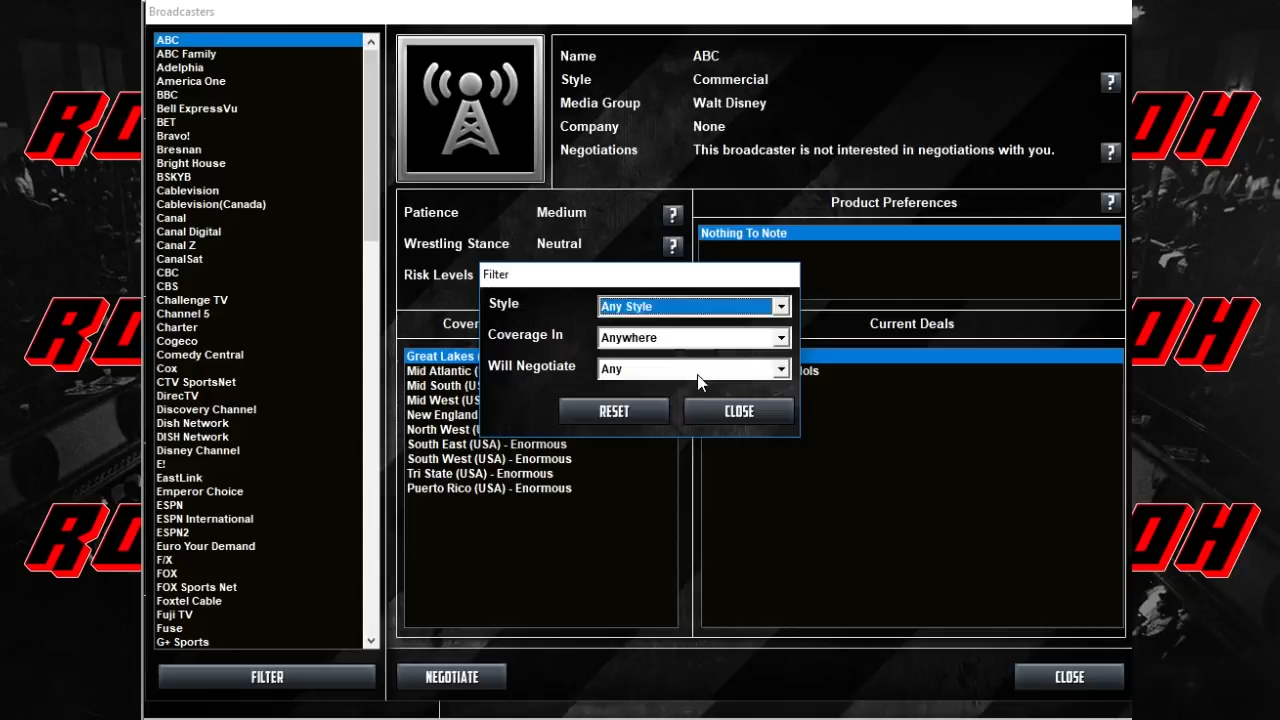 Broadcasters
ABC
ABC Family
Adelphia
America One
BBC
Bell ExpressVu
BET
Bravo!
Bresnan
Bright House
BSKYB
Cablevision
Cablevision(Canada)
Canal
Canal Digital
Canal Z
CanalSat
CBC
CBS
Challenge TV
Channel 5
Charter
Cogeco
Comedy Central
Cox
CTV SportsNet
DirecTV
Discovery Channel
Dish Network
DISH Network
Disney Channel
E!
EastLink
Emperor Choice
ESPN
ESPN International
ESPN2
Euro Your Demand
F/X
FOX
FOX Sports Net
Foxtel Cable
Fuji TV
Fuse
G+ Sports
FILTER
Name ABC
Style Commercial ?
Media Group Walt Disney
Company None
Negotiations This broadcaster is not interested in negotiations with you. ?
Patience Medium ?
Wrestling Stance Neutral ?
Risk Levels
Product Preferences ?
Nothing To Note
Filter
Style Any Style
Coverage In Anywhere
Will Negotiate Any
RESET CLOSE
Cover
Great Lakes (
Mid Atlantic (
Mid South (U
Mid West (U
New England
North West (
South East (USA) - Enormous
South West (USA) - Enormous
Tri State (USA) - Enormous
Puerto Rico (USA) - Enormous
Current Deals
NEGOTIATE
CLOSE